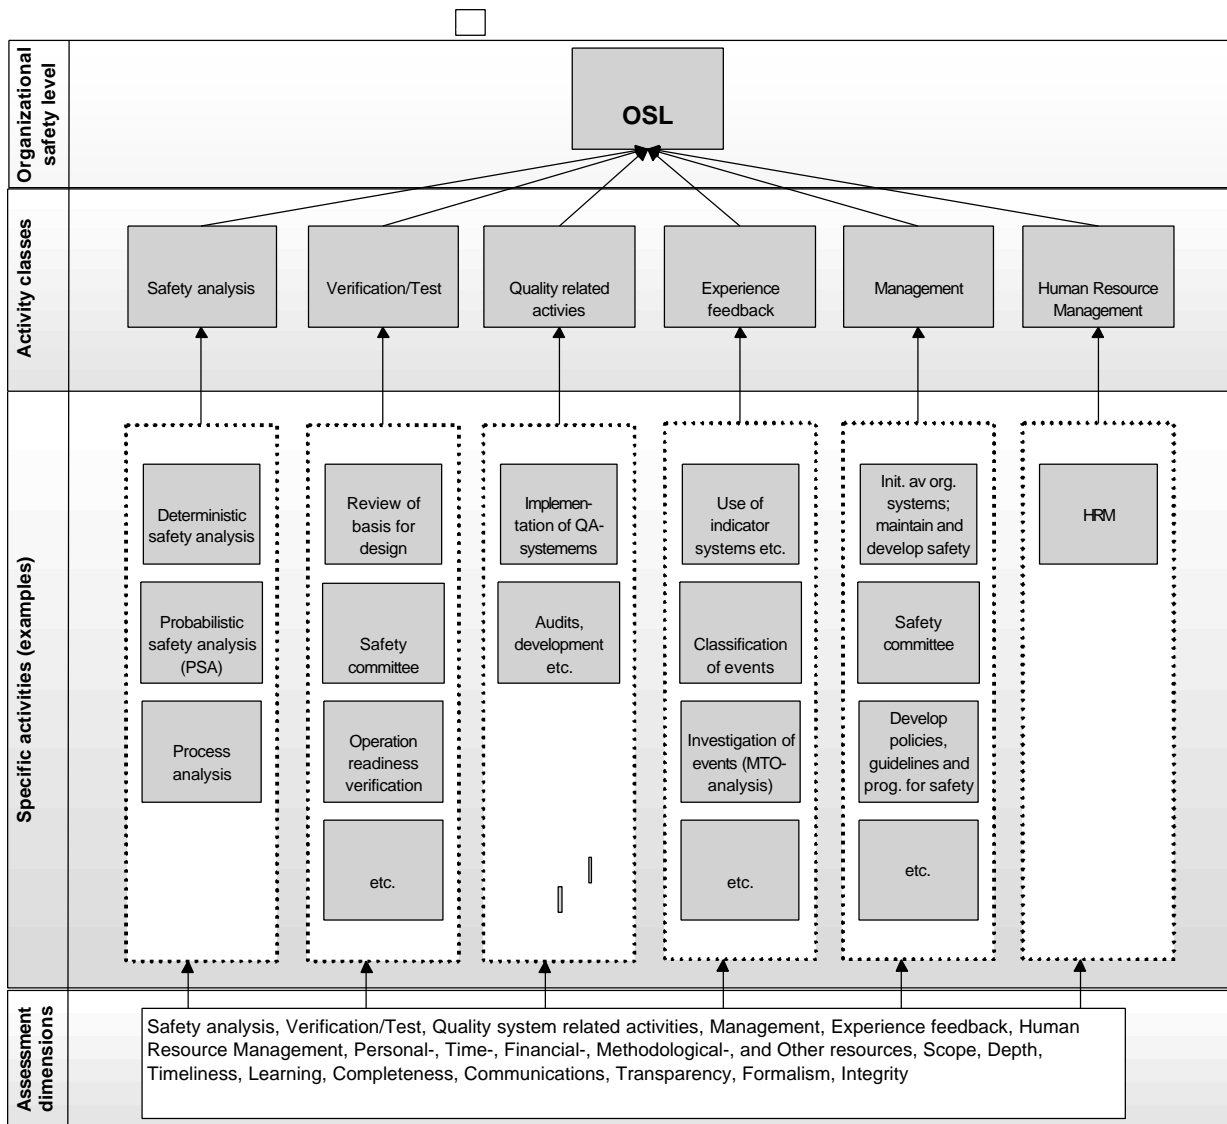 Organizational
safety level
OSL
Activity classes
Safety analysis
Verification/Test
Quality related
activies
Experience
feedback
Management
Human Resource
Management
Specific activities (examples)
Deterministic
safety analysis
Probabilistic
safety analysis
(PSA)
Process
analysis
Review of
basis for
design
Safety
committee
Operation
readiness
verification
etc.
Implemen-
tation of QA-
systemems
Audits,
development
etc.
Use of
indicator
systems etc.
Classification
of events
Investigation of
events (MTO-
analysis)
etc.
Init. av org.
systems;
maintain and
develop safety
Safety
committee
Develop
policies,
guidelines and
prog. for safety
etc.
HRM
Assessment
dimensions
Safety analysis, Verification/Test, Quality system related activities, Management, Experience feedback, Human
Resource Management, Personal-, Time-, Financial-, Methodological-, and Other resources, Scope, Depth,
Timeliness, Learning, Completeness, Communications, Transparency, Formalism, Integrity